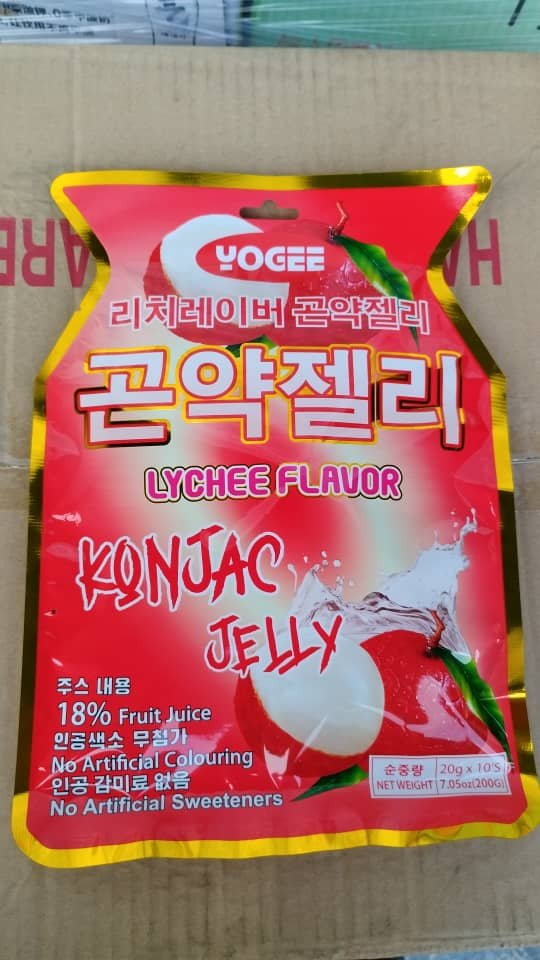 YOGEE
리치레이버 곤약젤리
곤약젤리
LYCHEE FLAVOR
KONJAC
JELLY
주스 내용
18% Fruit Juice
인공색소 무첨가
No Artificial Colouring
인공 감미료 없음
No Artificial Sweeteners
순중량 20g x 10'S
NET WEIGHT 7.05oz(200G)